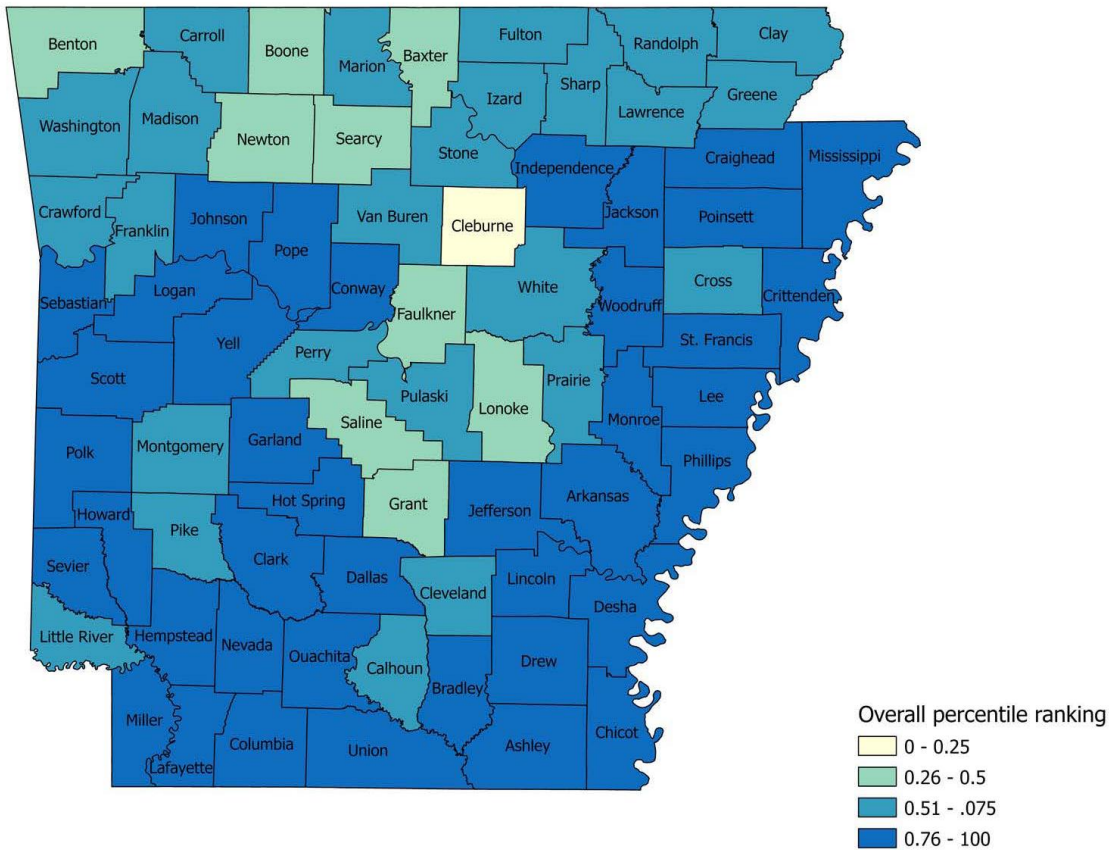 Benton
Carroll
Boone
Marion
Baxter
Fulton
Randolph
Clay
Sharp
Izard
Greene
Lawrence
Washington
Madison
Newton
Searcy
Stone
Independence
Craighead
Mississippi
Crawford
Franklin
Johnson
Pope
Van Buren
Cleburne
Jackson
Poinsett
Sebastian
Logan
Conway
Faulkner
White
Woodruff
Cross
Crittenden
Yell
Perry
St. Francis
Scott
Pulaski
Lonoke
Prairie
Lee
Saline
Monroe
Polk
Montgomery
Garland
Phillips
Hot Spring
Grant
Jefferson
Arkansas
Howard
Pike
Sevier
Clark
Dallas
Cleveland
Lincoln
Desha
Little River
Hempstead
Nevada
Ouachita
Calhoun
Bradley
Drew
Miller
Lafayette
Columbia
Union
Ashley
Chicot
Overall percentile ranking
0 - 0.25
0.26 - 0.5
0.51 - .075
0.76 - 100